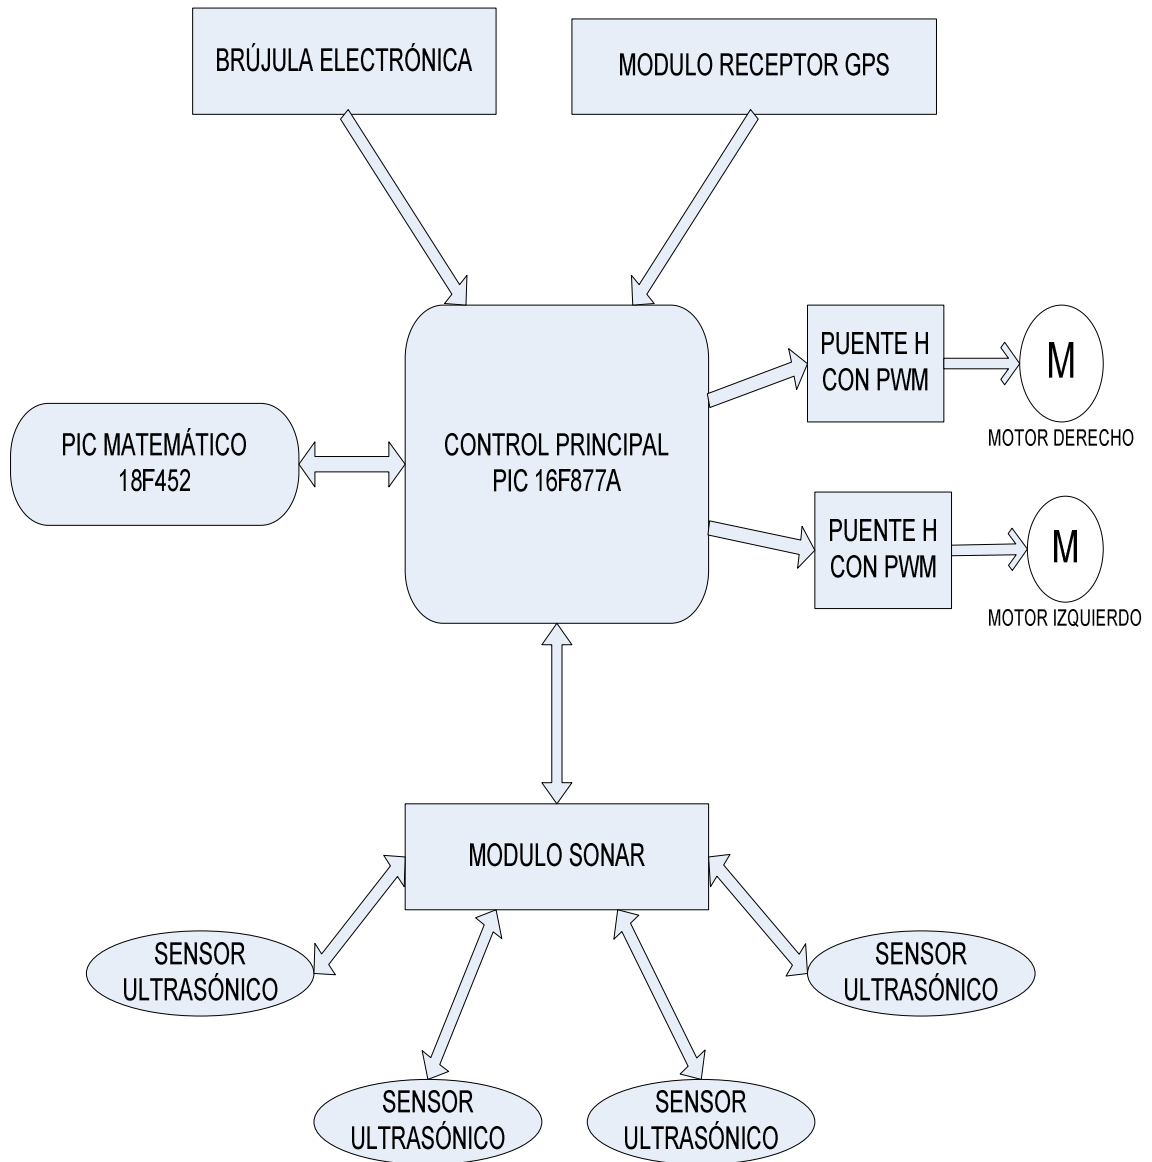 BRÚJULA ELECTRÓNICA
MODULO RECEPTOR GPS
PUENTE H
CON PWM
M
MOTOR DERECHO
PIC MATEMÁTICO
18F452
CONTROL PRINCIPAL
PIC 16F877A
PUENTE H
CON PWM
M
MOTOR IZQUIERDO
MODULO SONAR
SENSOR
ULTRASÓNICO
SENSOR
ULTRASÓNICO
SENSOR
ULTRASÓNICO
SENSOR
ULTRASÓNICO